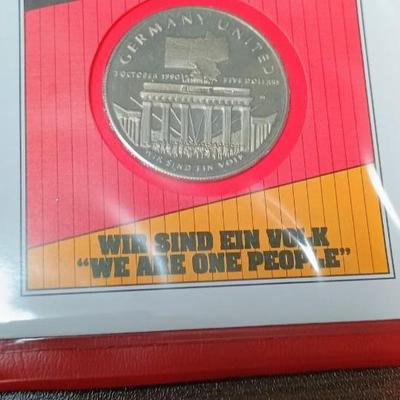 GERMANY UNITED
3 OCTOBER 1990 FIVE DOLLARS
WIR SIND EIN VOLK
WIR SIND EIN VOLK
"WE ARE ONE PEOPLE"